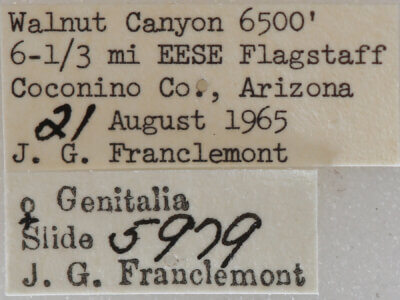 Walnut Canyon 6500'
6-1/3 mi EESE Flagstaff
Coconino Co., Arizona
21 August 1965
J. G. Franclemont
♀ Genitalia
Slide 5979
J. G. Franclemont